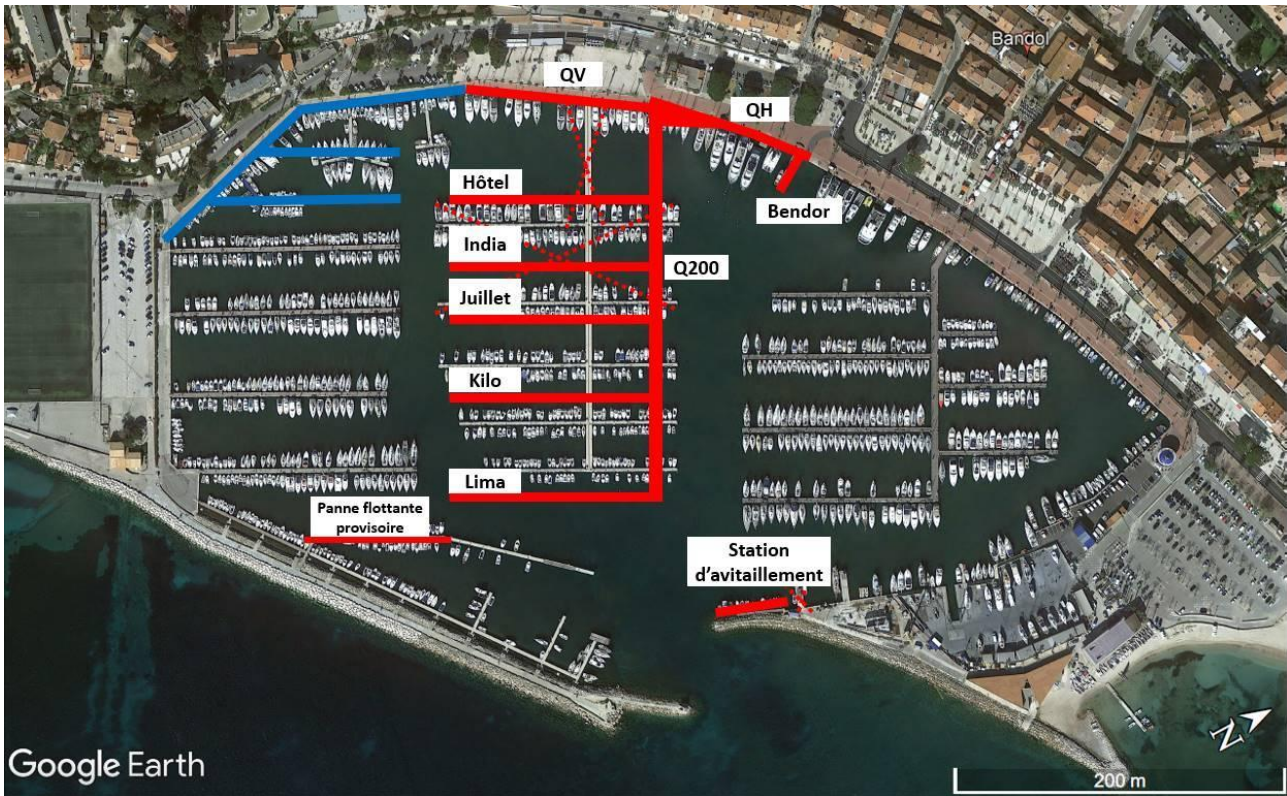 Bandol
QV
QH
Hôtel
Bendor
India
Q200
Juillet
Kilo
Lima
Panne flottante
provisoire
Station
d'avitaillement
N
Google Earth
200 m